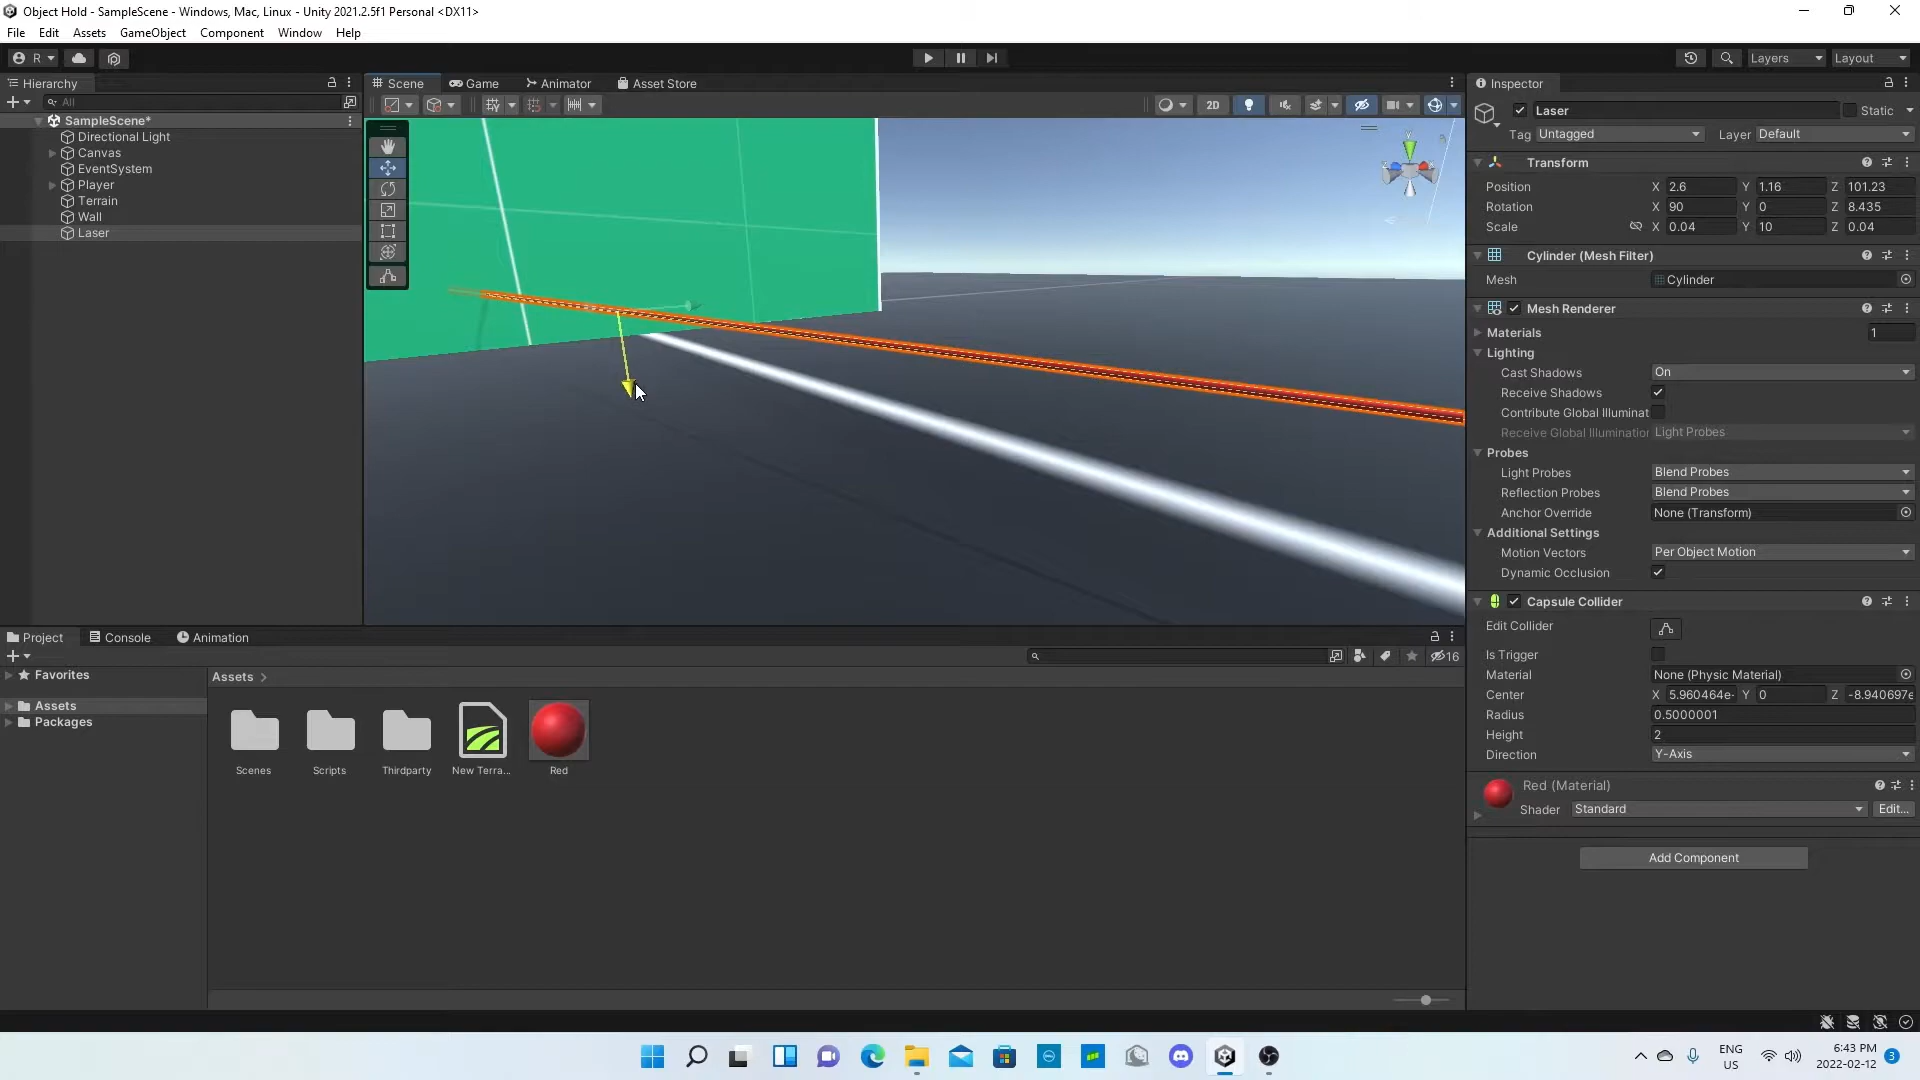 Object Hold - SampleScene - Windows, Mac, Linux - Unity 2021.2.5f1 Personal <DX11>
File Edit Assets GameObject Component Window Help
R Layers Layout
Hierarchy
All
SampleScene*
Directional Light
Canvas
EventSystem
Player
Terrain
Wall
Laser
Scene Game Animator Asset Store
2D
Inspector
Laser Static
Tag Untagged Layer Default
Transform
Position X 2.6 Y 1.16 Z 101.23
Rotation X 90 Y 0 Z 8.435
Scale X 0.04 Y 10 Z 0.04
Cylinder (Mesh Filter)
Mesh Cylinder
Mesh Renderer
Materials 1
Lighting
Cast Shadows On
Receive Shadows
Contribute Global Illuminat
Receive Global Illumination Light Probes
Probes
Light Probes Blend Probes
Reflection Probes Blend Probes
Anchor Override None (Transform)
Additional Settings
Motion Vectors Per Object Motion
Dynamic Occlusion
Capsule Collider
Edit Collider
Is Trigger
Material None (Physic Material)
Center X 5.960464e- Y 0 Z -8.940697e
Radius 0.5000001
Height 2
Direction Y-Axis
Red (Material)
Shader Standard Edit...
Add Component
Project Console Animation
16
Favorites
Assets
Packages
Assets
Scenes Scripts Thirdparty New Terra... Red
ENG
US
6:43 PM
2022-02-12
3